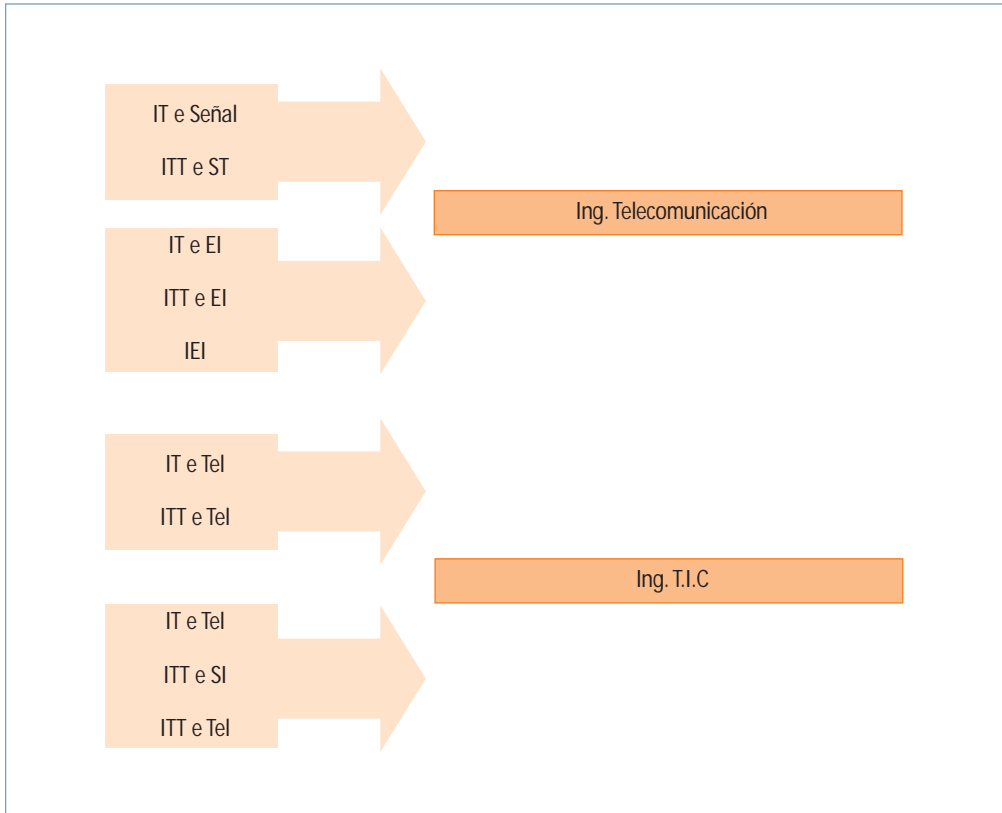 IT e Señal
ITT e ST
Ing. Telecomunicación
IT e EI
ITT e EI
IEI
IT e Tel
ITT e Tel
Ing. T.I.C
IT e Tel
ITT e SI
ITT e Tel